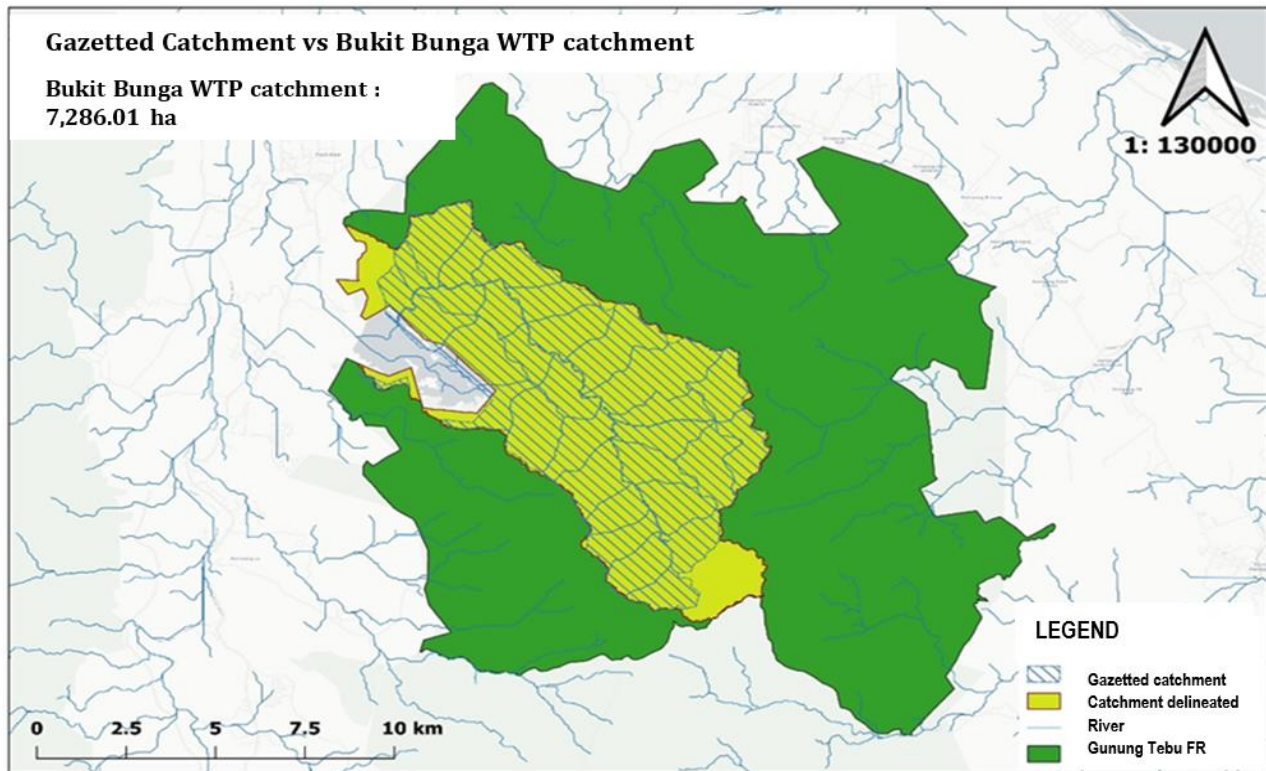 Gazetted Catchment vs Bukit Bunga WTP catchment
Bukit Bunga WTP catchment :
7,286.01 ha
1: 130000
LEGEND
Gazetted catchment
Catchment delineated
River
Gunung Tebu FR
0 2.5 5 7.5 10 km